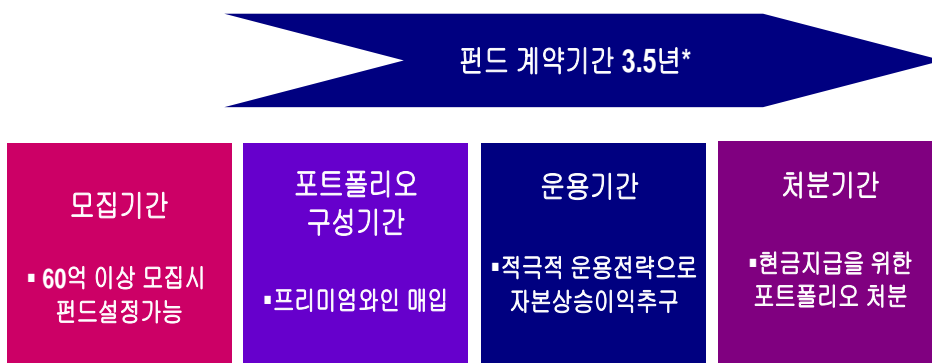 펀드 계약기간 3.5년*
모집기간
▪ 60억 이상 모집시
펀드설정가능
포트폴리오
구성기간
▪프리미엄와인 매입
운용기간
▪적극적 운용전략으로
자본상승이익추구
처분기간
▪현금지급을 위한
포트폴리오 처분